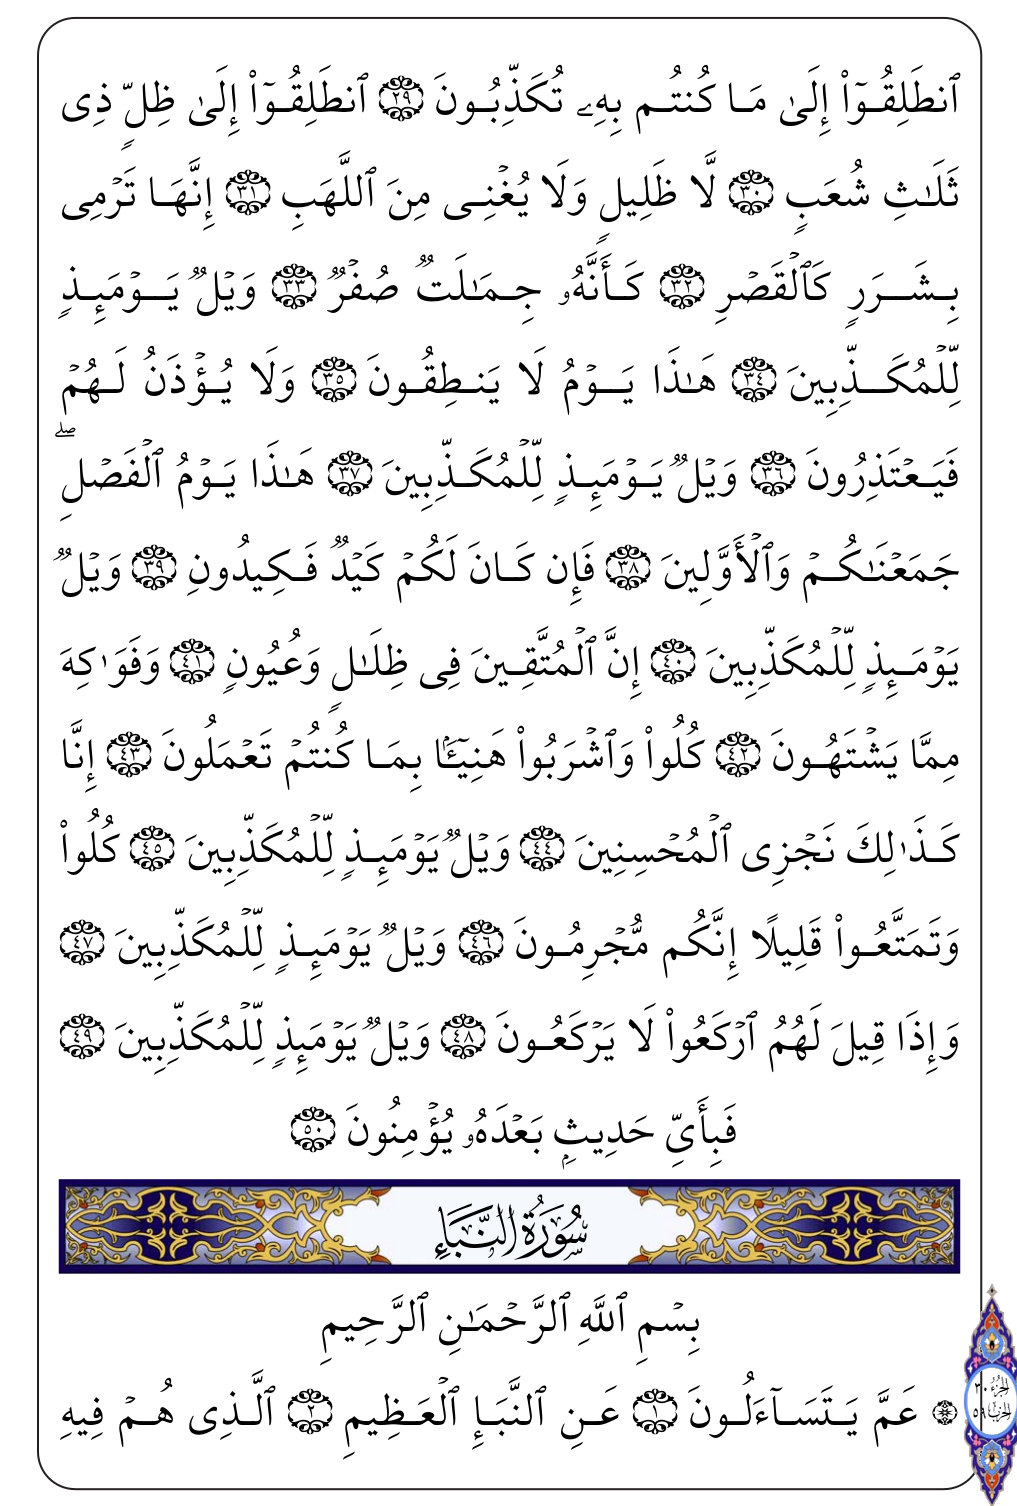 ٱنطَلِقُوٓا۟ إِلَىٰ مَا كُنتُم بِهِۦ تُكَذِّبُونَ ٢٩ ٱنطَلِقُوٓا۟ إِلَىٰ ظِلٍّ ذِى
ثَلَـٰثِ شُعَبٍ ٣٠ لَّا ظَلِيلٍ وَلَا يُغْنِى مِنَ ٱللَّهَبِ ٣١ إِنَّهَا تَرْمِى
بِشَرَرٍ كَٱلْقَصْرِ ٣٢ كَأَنَّهُۥ جِمَـٰلَتٌ صُفْرٌ ٣٣ وَيْلٌ يَوْمَئِذٍ
لِّلْمُكَذِّبِينَ ٣٤ هَـٰذَا يَوْمُ لَا يَنطِقُونَ ٣٥ وَلَا يُؤْذَنُ لَهُمْ
فَيَعْتَذِرُونَ ٣٦ وَيْلٌ يَوْمَئِذٍ لِّلْمُكَذِّبِينَ ٣٧ هَـٰذَا يَوْمُ ٱلْفَصْلِ ۖ
جَمَعْنَـٰكُمْ وَٱلْأَوَّلِينَ ٣٨ فَإِن كَانَ لَكُمْ كَيْدٌ فَكِيدُونِ ٣٩ وَيْلٌ
يَوْمَئِذٍ لِّلْمُكَذِّبِينَ ٤٠ إِنَّ ٱلْمُتَّقِينَ فِى ظِلَـٰلٍ وَعُيُونٍ ٤١ وَفَوَٰكِهَ
مِمَّا يَشْتَهُونَ ٤٢ كُلُوا۟ وَٱشْرَبُوا۟ هَنِيٓـًٔۢا بِمَا كُنتُمْ تَعْمَلُونَ ٤٣ إِنَّا
كَذَٰلِكَ نَجْزِى ٱلْمُحْسِنِينَ ٤٤ وَيْلٌ يَوْمَئِذٍ لِّلْمُكَذِّبِينَ ٤٥ كُلُوا۟
وَتَمَتَّعُوا۟ قَلِيلًا إِنَّكُم مُّجْرِمُونَ ٤٦ وَيْلٌ يَوْمَئِذٍ لِّلْمُكَذِّبِينَ ٤٧
وَإِذَا قِيلَ لَهُمُ ٱرْكَعُوا۟ لَا يَرْكَعُونَ ٤٨ وَيْلٌ يَوْمَئِذٍ لِّلْمُكَذِّبِينَ ٤٩
فَبِأَىِّ حَدِيثٍۭ بَعْدَهُۥ يُؤْمِنُونَ ٥٠
سُورَةُ النَّبَإِ
بِسْمِ ٱللَّهِ ٱلرَّحْمَـٰنِ ٱلرَّحِيمِ
الجزء ٣٠
الحزب ٥٩
۞ عَمَّ يَتَسَآءَلُونَ ١ عَنِ ٱلنَّبَإِ ٱلْعَظِيمِ ٢ ٱلَّذِى هُمْ فِيهِ